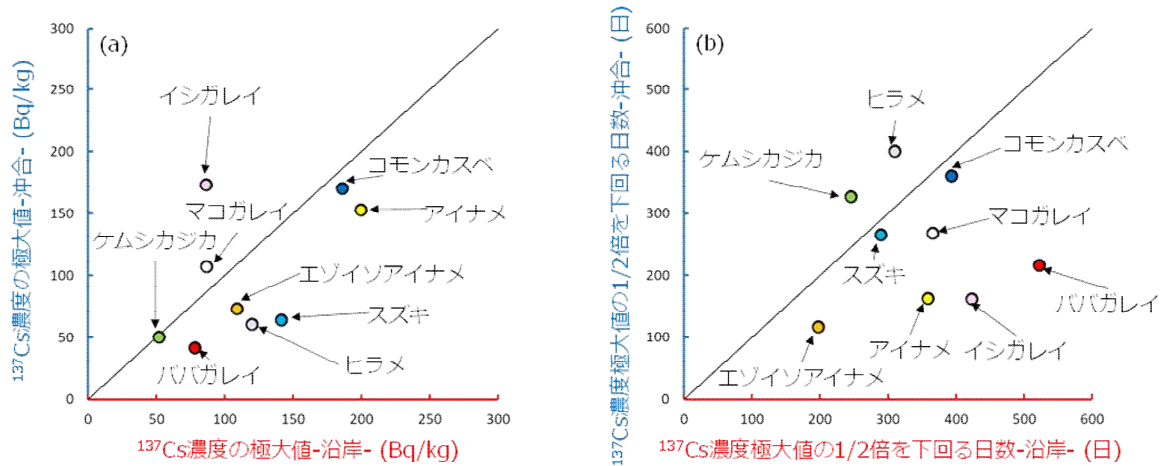 (a)
¹³⁷Cs濃度の極大値-沖合- (Bq/kg)
300
250
200
150
100
50
0
イシガレイ
コモンカスベ
マコガレイ
アイナメ
ケムシカジカ
エゾイソアイナメ
スズキ
ヒラメ
ババガレイ
0 50 100 150 200 250 300
¹³⁷Cs濃度の極大値-沿岸- (Bq/kg)
(b)
¹³⁷Cs濃度極大値の1/2倍を下回る日数-沖合- (日)
600
500
400
300
200
100
0
ヒラメ
コモンカスベ
ケムシカジカ
マコガレイ
スズキ
ババガレイ
アイナメ イシガレイ
エゾイソアイナメ
0 100 200 300 400 500 600
¹³⁷Cs濃度極大値の1/2倍を下回る日数-沿岸- (日)